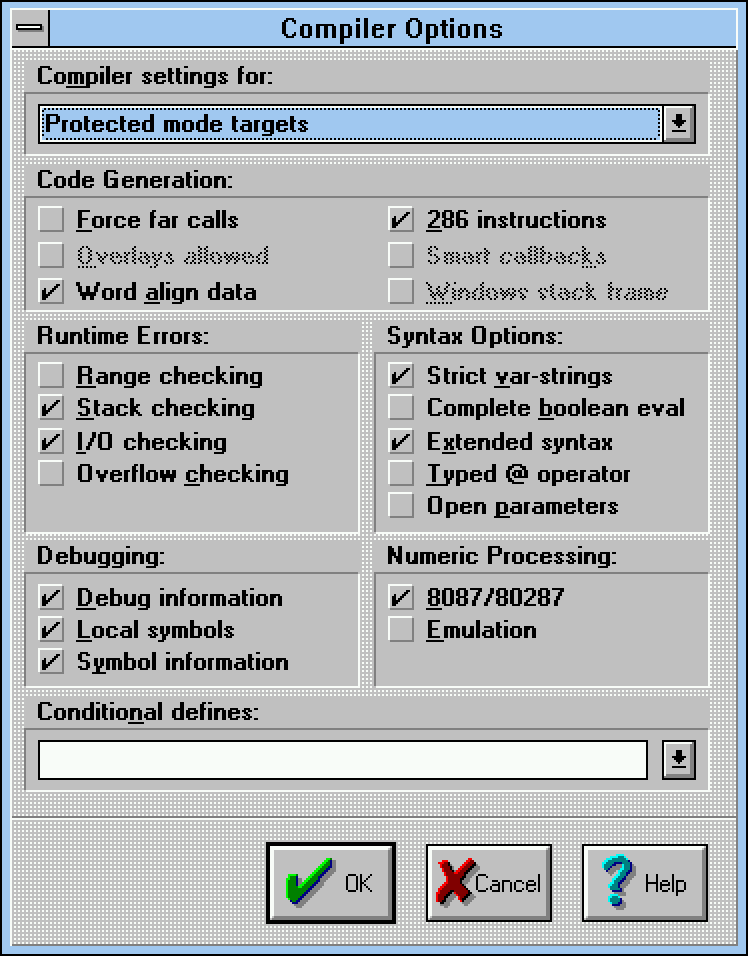 Compiler Options
Compiler settings for:
Protected mode targets
Code Generation:
Force far calls
286 instructions
Overlays allowed
Smart callbacks
Word align data
Windows stack frame
Runtime Errors:
Syntax Options:
Range checking
Strict var-strings
Stack checking
Complete boolean eval
I/O checking
Extended syntax
Overflow checking
Typed @ operator
Open parameters
Debugging:
Numeric Processing:
Debug information
8087/80287
Local symbols
Emulation
Symbol information
Conditional defines:
OK
Cancel
Help